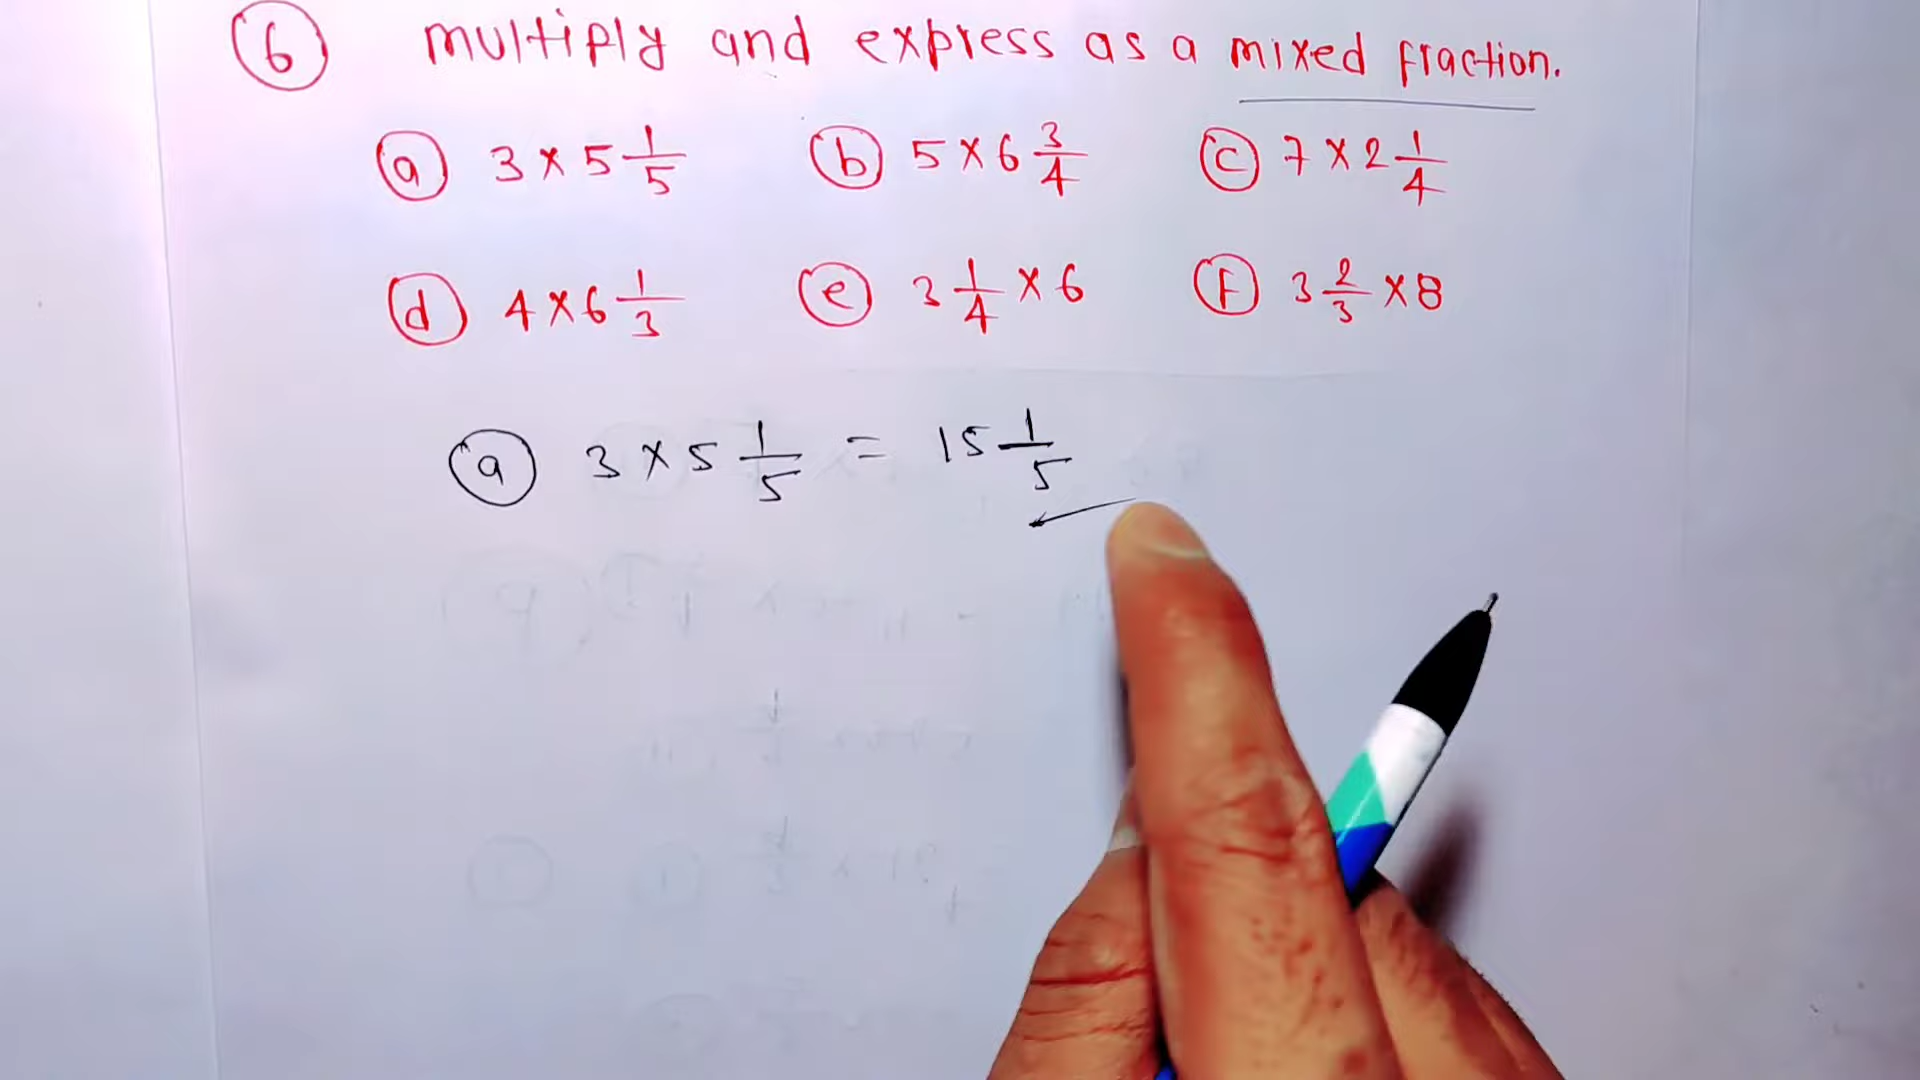 6 multiply and express as a mixed fraction.
a 3 × 5 1/5 b 5 × 6 3/4 c 7 × 2 1/4
d 4 × 6 1/3 e 3 1/4 × 6 f 3 2/3 × 8
a 3 × 5 1/5 = 15 1/5